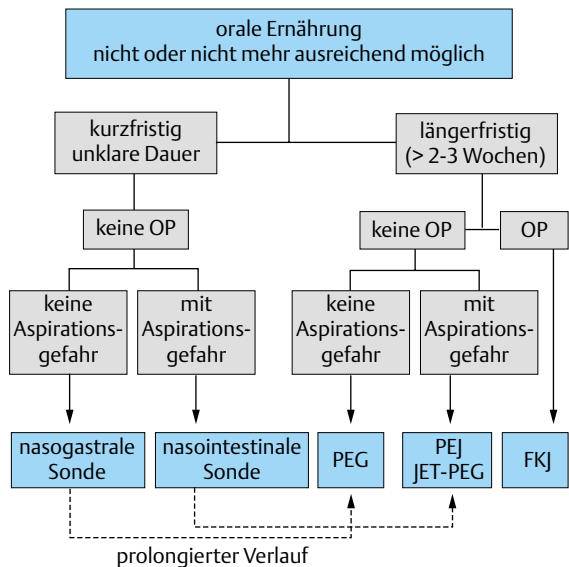 orale Ernährung
nicht oder nicht mehr ausreichend möglich
kurzfristig
unklare Dauer
längerfristig
(> 2-3 Wochen)
keine OP
keine OP
OP
keine
Aspirations-
gefahr
mit
Aspirations-
gefahr
keine
Aspirations-
gefahr
mit
Aspirations-
gefahr
nasogastrale
Sonde
nasointestinale
Sonde
PEG
PEJ
JET-PEG
FKJ
prolongierter Verlauf